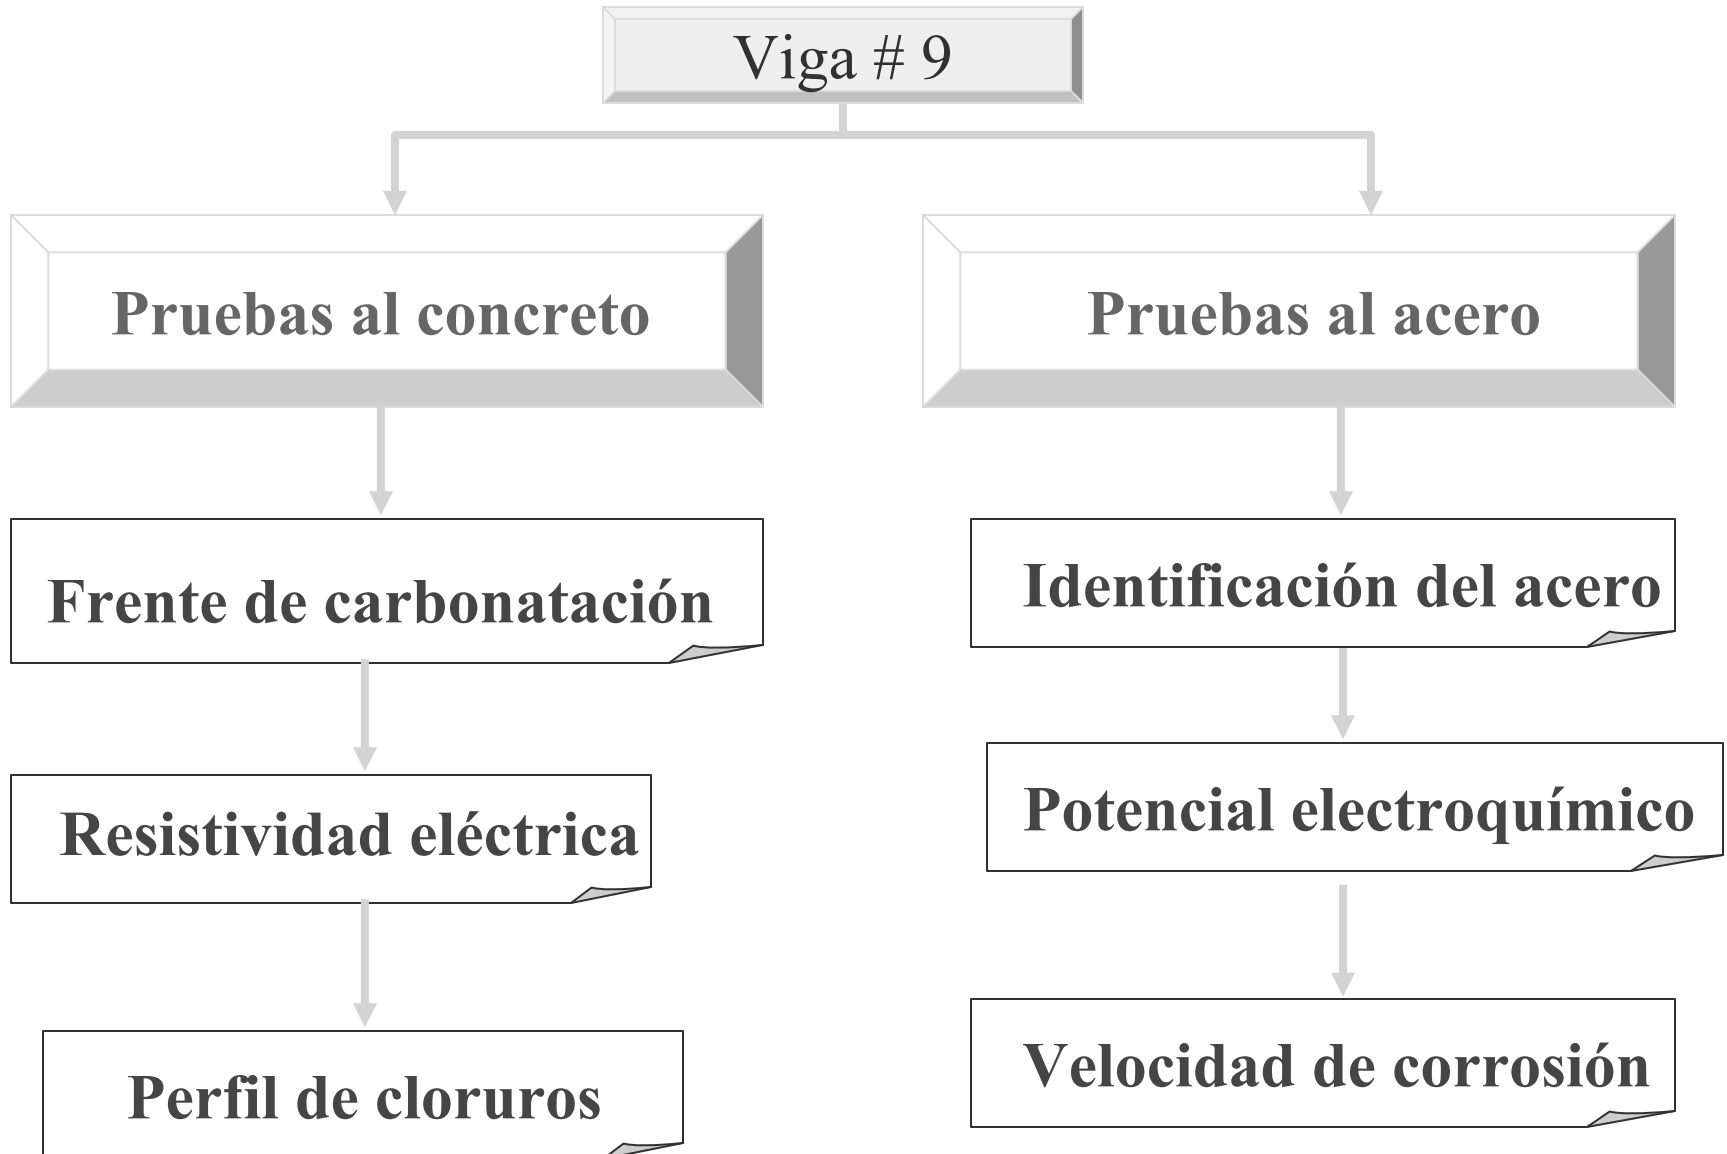 Viga # 9
Pruebas al concreto
Pruebas al acero
Frente de carbonatación
Identificación del acero
Resistividad eléctrica
Potencial electroquímico
Perfil de cloruros
Velocidad de corrosión